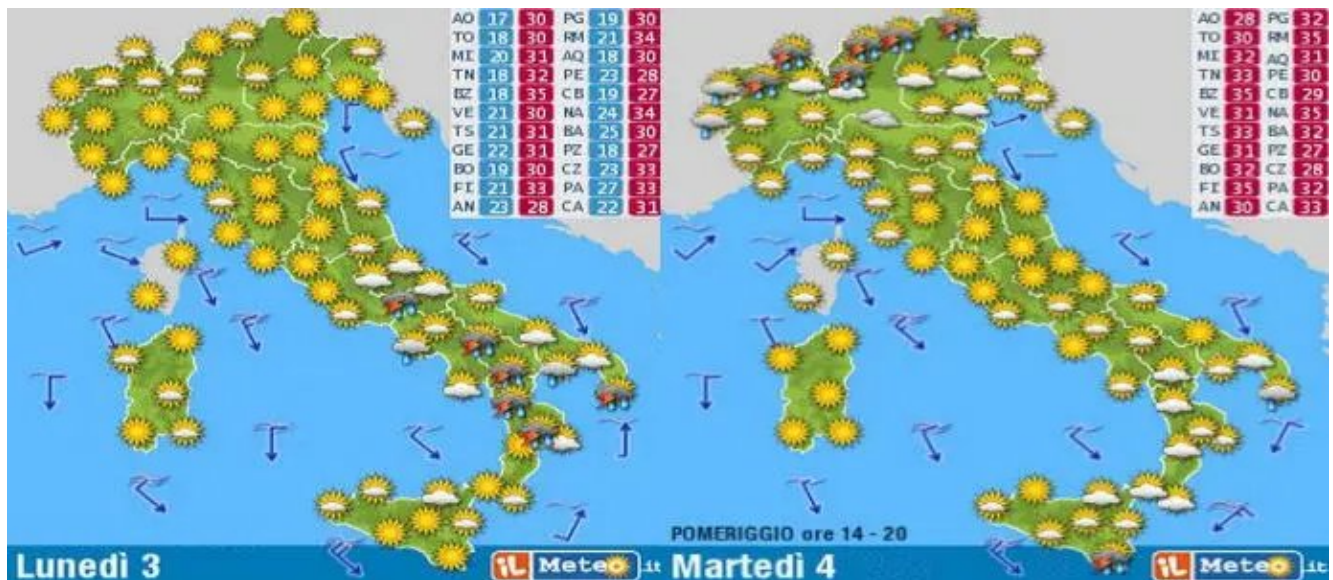 AO 17 30 PG 19 30
TO 18 30 RM 21 34
MI 20 31 AQ 18 30
TN 18 32 PE 23 28
BZ 18 35 CB 19 27
VE 21 30 NA 24 34
TS 21 31 BA 25 30
GE 22 31 PZ 18 27
BO 19 30 CZ 23 33
FI 21 33 PA 27 33
AN 23 28 CA 22 31
Lunedì 3
iL Meteo.it
AO 28 PG 32
TO 30 RM 35
MI 32 AQ 31
TN 33 PE 30
BZ 35 CB 29
VE 31 NA 35
TS 33 BA 32
GE 31 PZ 27
BO 32 CZ 28
FI 35 PA 32
AN 30 CA 33
POMERIGGIO ore 14 - 20
Martedì 4
iL Meteo.it